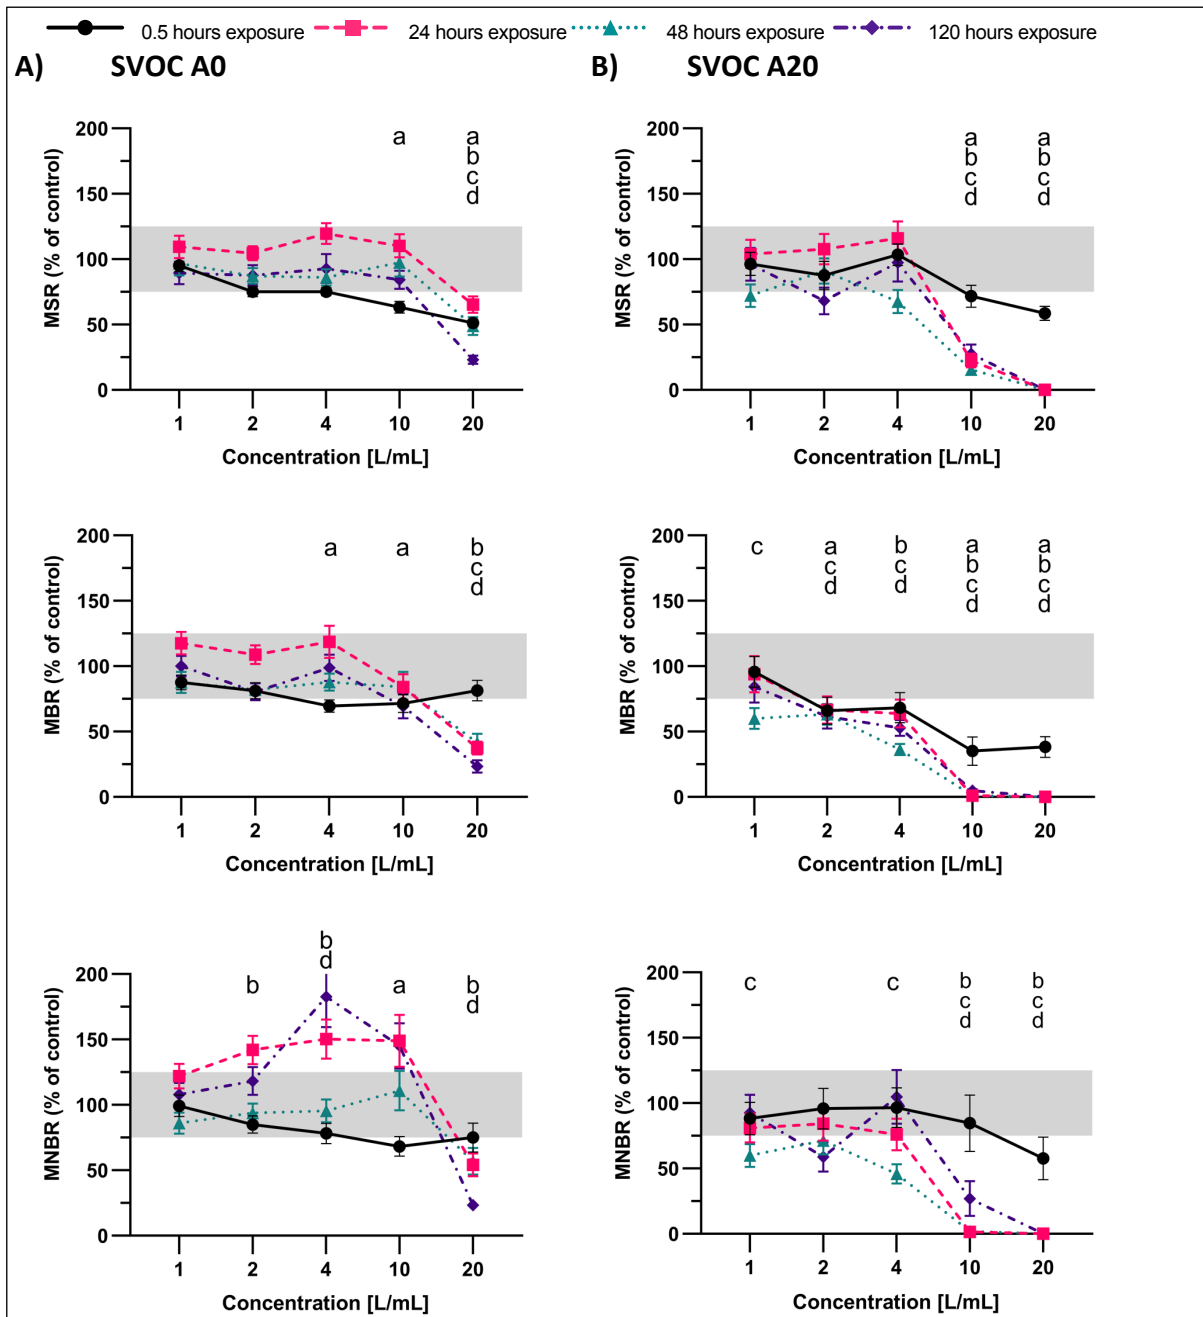 0.5 hours exposure 24 hours exposure 48 hours exposure 120 hours exposure
A) SVOC A0
B) SVOC A20
MSR (% of control)
200
150
100
50
0
a
a
b
c
d
1 2 4 10 20
Concentration [L/mL]
MSR (% of control)
200
150
100
50
0
a
b
c
d
a
b
c
d
1 2 4 10 20
Concentration [L/mL]
MBR (% of control)
200
150
100
50
0
a
a
b
c
d
1 2 4 10 20
Concentration [L/mL]
MBR (% of control)
200
150
100
50
0
c
a
c
d
b
c
d
a
b
c
d
a
b
c
d
1 2 4 10 20
Concentration [L/mL]
MNBR (% of control)
200
150
100
50
0
b
b
d
a
b
d
1 2 4 10 20
Concentration [L/mL]
MNBR (% of control)
200
150
100
50
0
c
c
b
c
d
b
c
d
1 2 4 10 20
Concentration [L/mL]